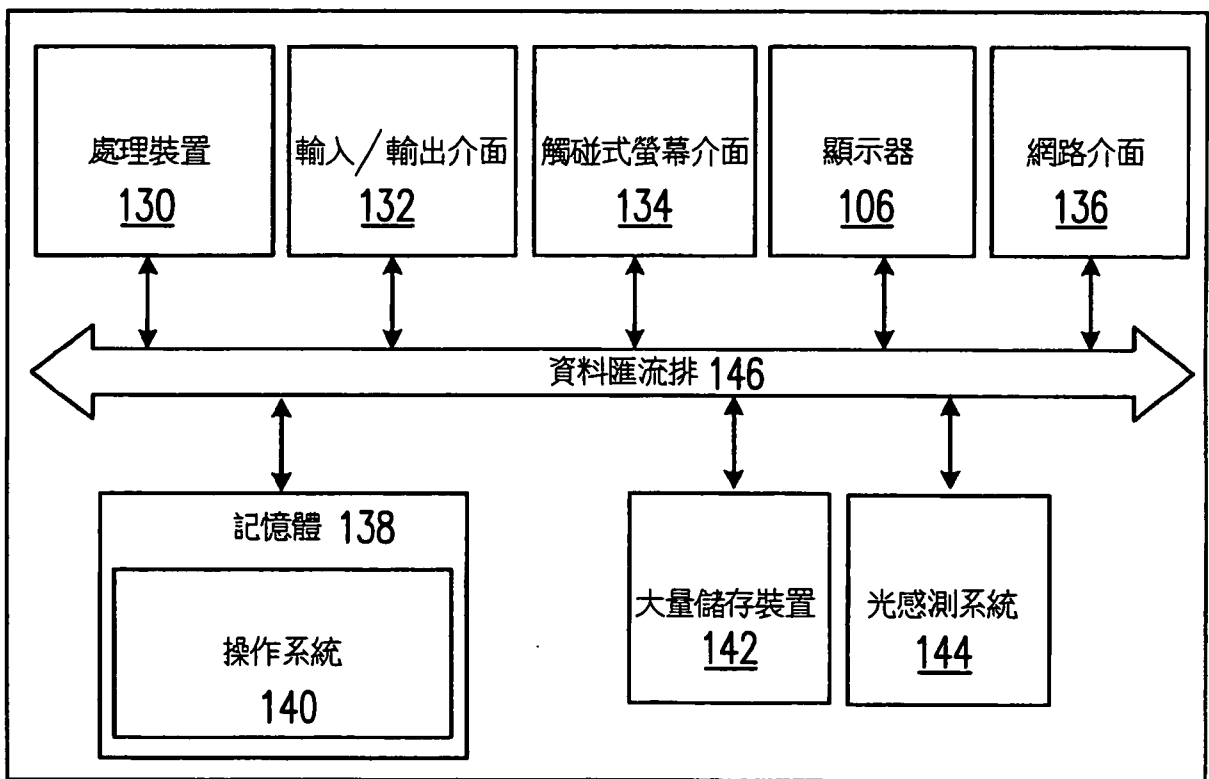 處理裝置
130
輸入/輸出介面
132
觸碰式螢幕介面
134
顯示器
106
網路介面
136
資料匯流排 146
記憶體 138
操作系統
140
大量儲存裝置
142
光感測系統
144